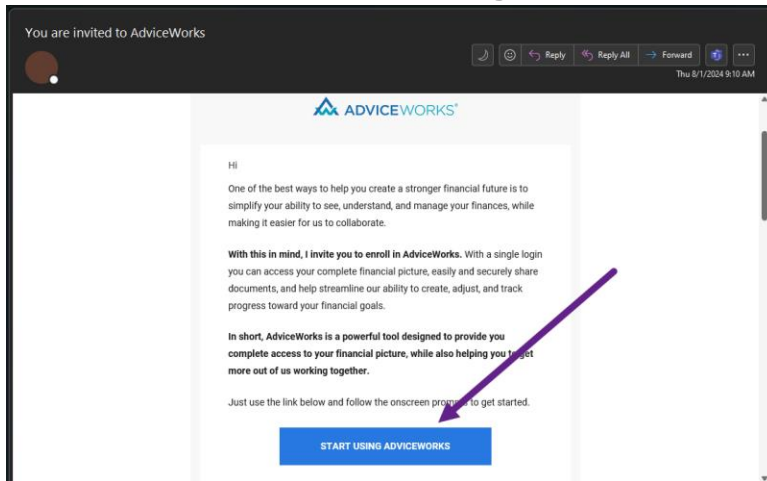 You are invited to AdviceWorks
Reply
Reply All
Forward
Thu 8/1/2024 9:10 AM
ADVICEWORKS®
Hi
One of the best ways to help you create a stronger financial future is to
simplify your ability to see, understand, and manage your finances, while
making it easier for us to collaborate.
With this in mind, I invite you to enroll in AdviceWorks. With a single login
you can access your complete financial picture, easily and securely share
documents, and help streamline our ability to create, adjust, and track
progress toward your financial goals.
In short, AdviceWorks is a powerful tool designed to provide you
complete access to your financial picture, while also helping you to get
more out of us working together.
Just use the link below and follow the onscreen prompts to get started.
START USING ADVICEWORKS